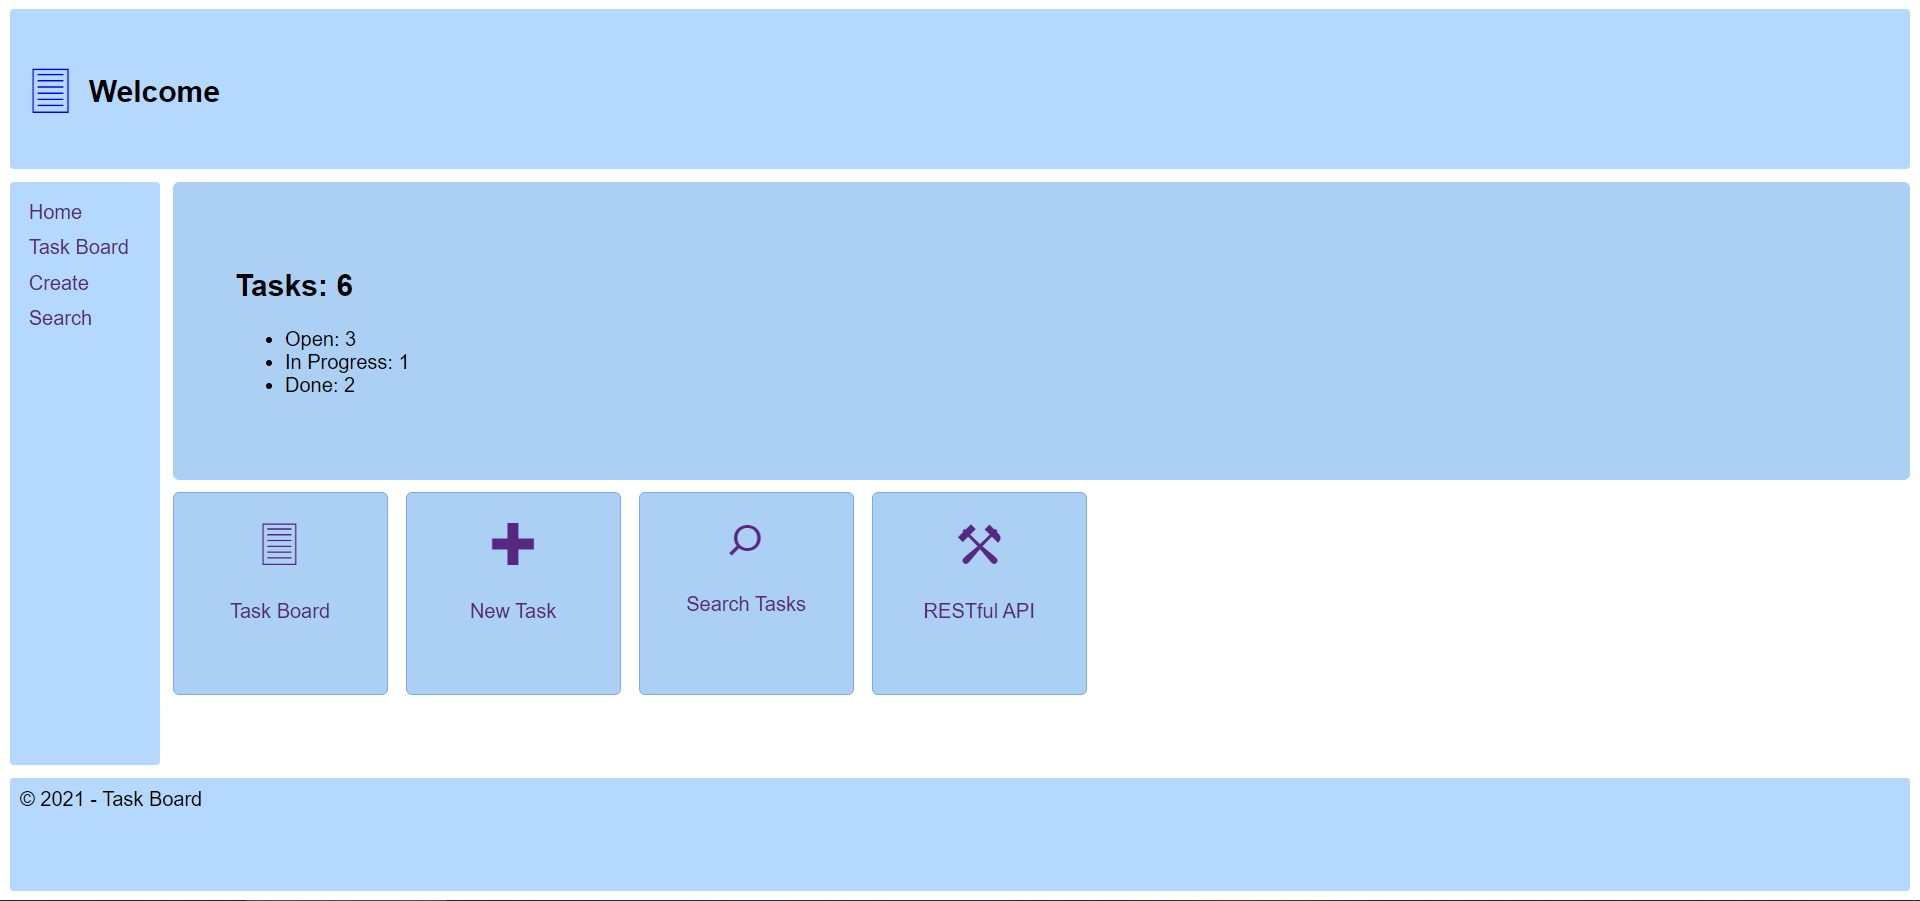 Welcome
Home
Task Board
Create
Search
Tasks: 6
Open: 3
In Progress: 1
Done: 2
Task Board
New Task
Search Tasks
RESTful API
© 2021 - Task Board